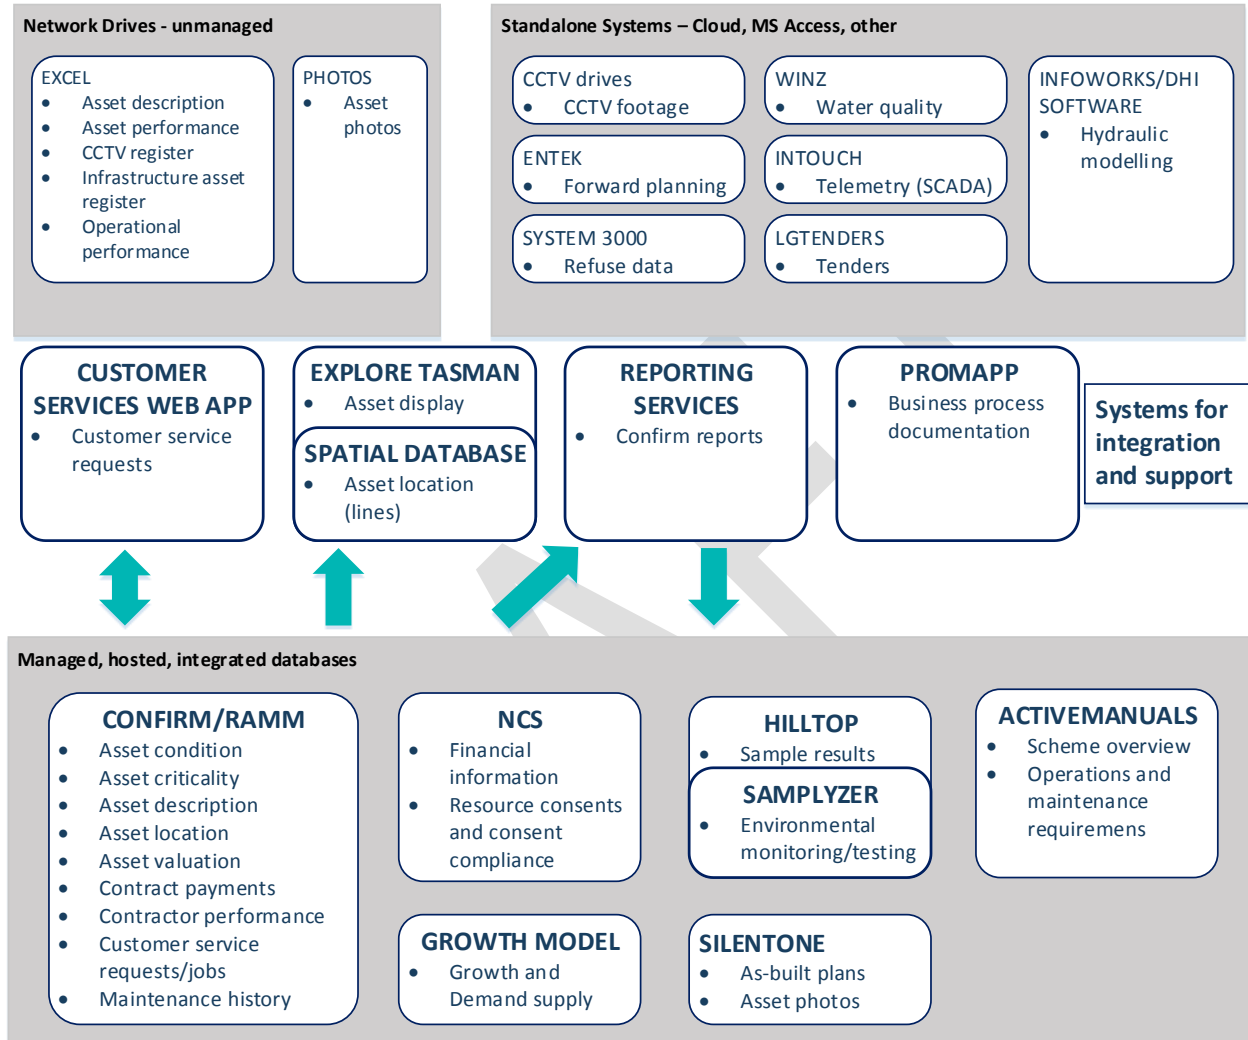 Network Drives - unmanaged
EXCEL
• Asset description
• Asset performance
• CCTV register
• Infrastructure asset
register
• Operational
performance
PHOTOS
• Asset
photos
Standalone Systems – Cloud, MS Access, other
CCTV drives
• CCTV footage
WINZ
• Water quality
INFOWORKS/DHI
SOFTWARE
• Hydraulic
modelling
ENTEK
• Forward planning
INTOUCH
• Telemetry (SCADA)
SYSTEM 3000
• Refuse data
LGTENDERS
• Tenders
CUSTOMER
SERVICES WEB APP
• Customer service
requests
EXPLORE TASMAN
• Asset display
SPATIAL DATABASE
• Asset location
(lines)
REPORTING
SERVICES
• Confirm reports
PROMAPP
• Business process
documentation
Systems for
integration
and support
Managed, hosted, integrated databases
CONFIRM/RAMM
• Asset condition
• Asset criticality
• Asset description
• Asset location
• Asset valuation
• Contract payments
• Contractor performance
• Customer service
requests/jobs
• Maintenance history
NCS
• Financial
information
• Resource consents
and consent
compliance
HILLTOP
• Sample results
SAMPLYZER
• Environmental
monitoring/testing
ACTIVEMANUALS
• Scheme overview
• Operations and
maintenance
requiremens
GROWTH MODEL
• Growth and
Demand supply
SILENTONE
• As-built plans
• Asset photos